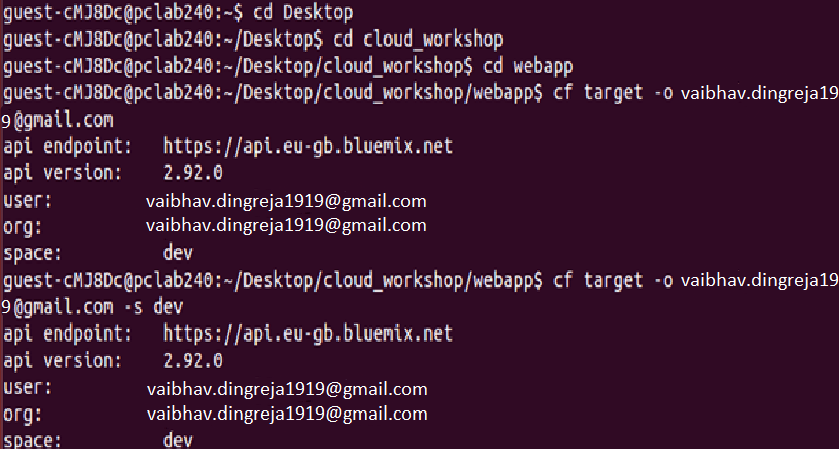 guest-cMJ8Dc@pclab240:~$ cd Desktop
guest-cMJ8Dc@pclab240:~/Desktop$ cd cloud_workshop
guest-cMJ8Dc@pclab240:~/Desktop/cloud_workshop$ cd webapp
guest-cMJ8Dc@pclab240:~/Desktop/cloud_workshop/webapp$ cf target -o vaibhav.dingreja19
9@gmail.com
api endpoint: https://api.eu-gb.bluemix.net
api version: 2.92.0
user: vaibhav.dingreja1919@gmail.com
org: vaibhav.dingreja1919@gmail.com
space: dev
guest-cMJ8Dc@pclab240:~/Desktop/cloud_workshop/webapp$ cf target -o vaibhav.dingreja19
9@gmail.com -s dev
api endpoint: https://api.eu-gb.bluemix.net
api version: 2.92.0
user: vaibhav.dingreja1919@gmail.com
org: vaibhav.dingreja1919@gmail.com
space: dev